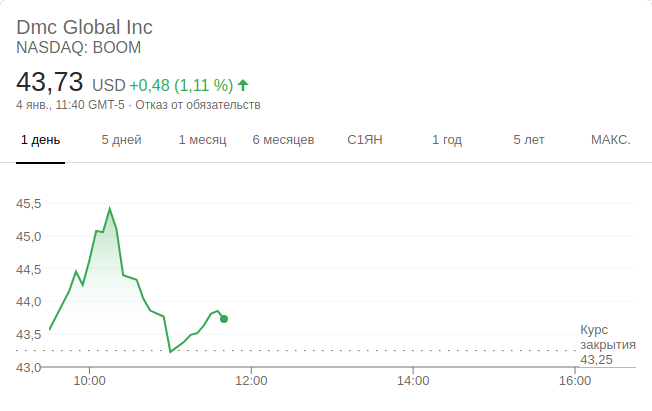 Dmc Global Inc
NASDAQ: BOOM
43,73 USD +0,48 (1,11 %)
4 янв., 11:40 GMT-5 · Отказ от обязательств
1 день 5 дней 1 месяц 6 месяцев С1ЯН 1 год 5 лет МАКС.
45,5
45,0
44,5
44,0
43,5
43,0
Курс
закрытия
43,25
10:00 12:00 14:00 16:00